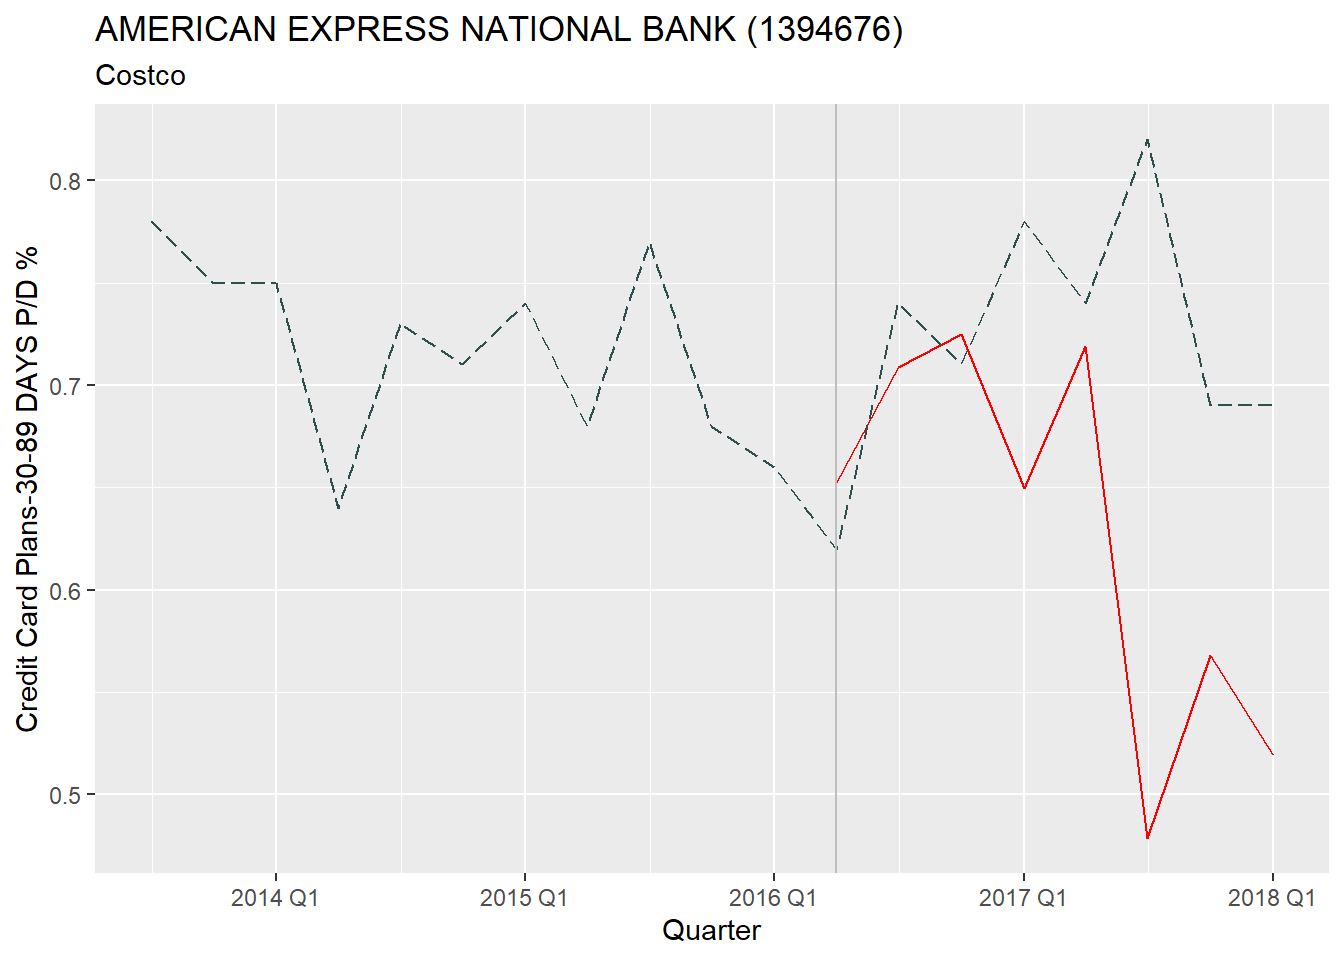 AMERICAN EXPRESS NATIONAL BANK (1394676)
Costco
Credit Card Plans-30-89 DAYS P/D %
0.8
0.7
0.6
0.5
2014 Q1 2015 Q1 2016 Q1 2017 Q1 2018 Q1
Quarter